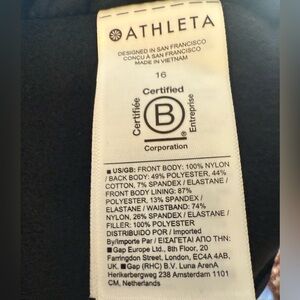 ATHLETA
DESIGNED IN SAN FRANCISCO
CONÇU A SAN FRANCISCO
MADE IN VIETNAM
16
Certified
Certifiée
B
®
Entreprise
Corporation
■ US/GB: FRONT BODY: 100% NYLON
/ BACK BODY: 49% POLYESTER, 44%
COTTON, 7% SPANDEX / ELASTANE /
FRONT BODY LINING: 87%
POLYESTER, 13% SPANDEX /
ELASTANE / WAISTBAND: 74%
NYLON, 26% SPANDEX / ELASTANE /
FILLER: 100% POLYESTER
DISTRIBUIDO POR / Imported
By/Importe Par / ΕΙΣΑΓΕΤΑΙ ΑΠΟ ΤΗΝ:
■ Gap Europe Ltd., 8th Floor, 20
Farringdon Street, London, EC4A 4AB,
UK. ■ Gap (RHC) B.V. Luna ArenA
Herikerbergweg 238 Amsterdam 1101
CM, Netherlands